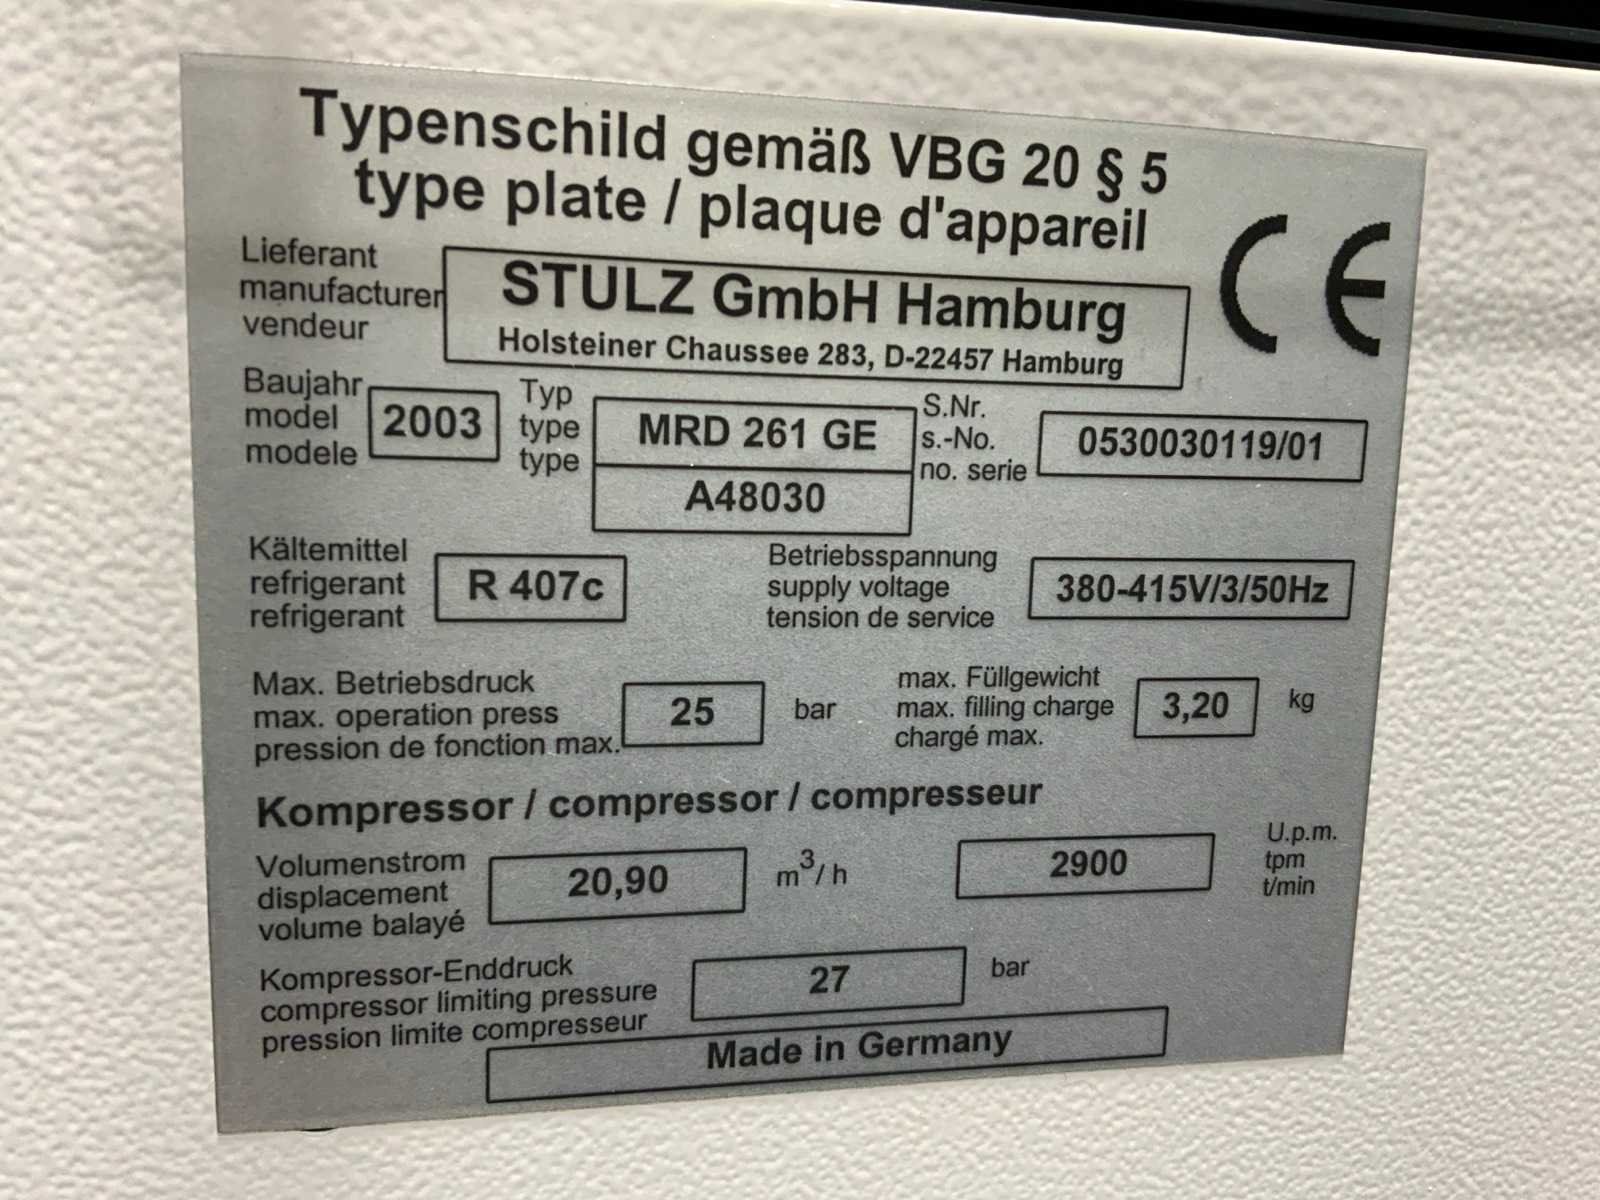 Typenschild gemäß VBG 20 § 5
type plate / plaque d'appareil
CE
Lieferant
manufacturer
vendeur
STULZ GmbH Hamburg
Holsteiner Chaussee 283, D-22457 Hamburg
Baujahr
model
modele
2003
Typ
type
type
MRD 261 GE
A48030
S.Nr.
s.-No.
no. serie
0530030119/01
Kältemittel
refrigerant
refrigerant
R 407c
Betriebsspannung
supply voltage
tension de service
380-415V/3/50Hz
Max. Betriebsdruck
max. operation press
pression de fonction max.
25
bar
max. Füllgewicht
max. filling charge
chargé max.
3,20
kg
Kompressor / compressor / compresseur
Volumenstrom
displacement
volume balayé
20,90
m³/ h
2900
U.p.m.
tpm
t/min
Kompressor-Enddruck
compressor limiting pressure
pression limite compresseur
27
bar
Made in Germany